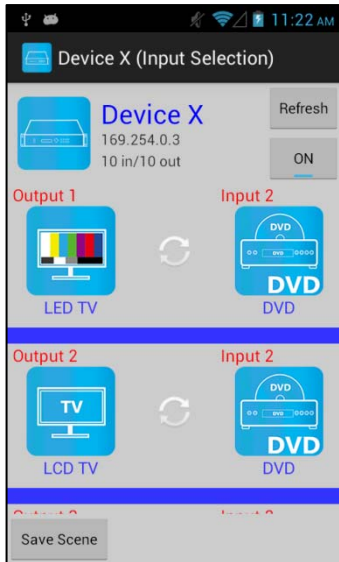 11:22 AM
Device X (Input Selection)
Device X
169.254.0.3
10 in/10 out
Refresh
ON
Output 1
Input 2
DVD
DVD
DVD
LED TV
DVD
Output 2
Input 2
TV
DVD
DVD
DVD
LCD TV
DVD
Save Scene